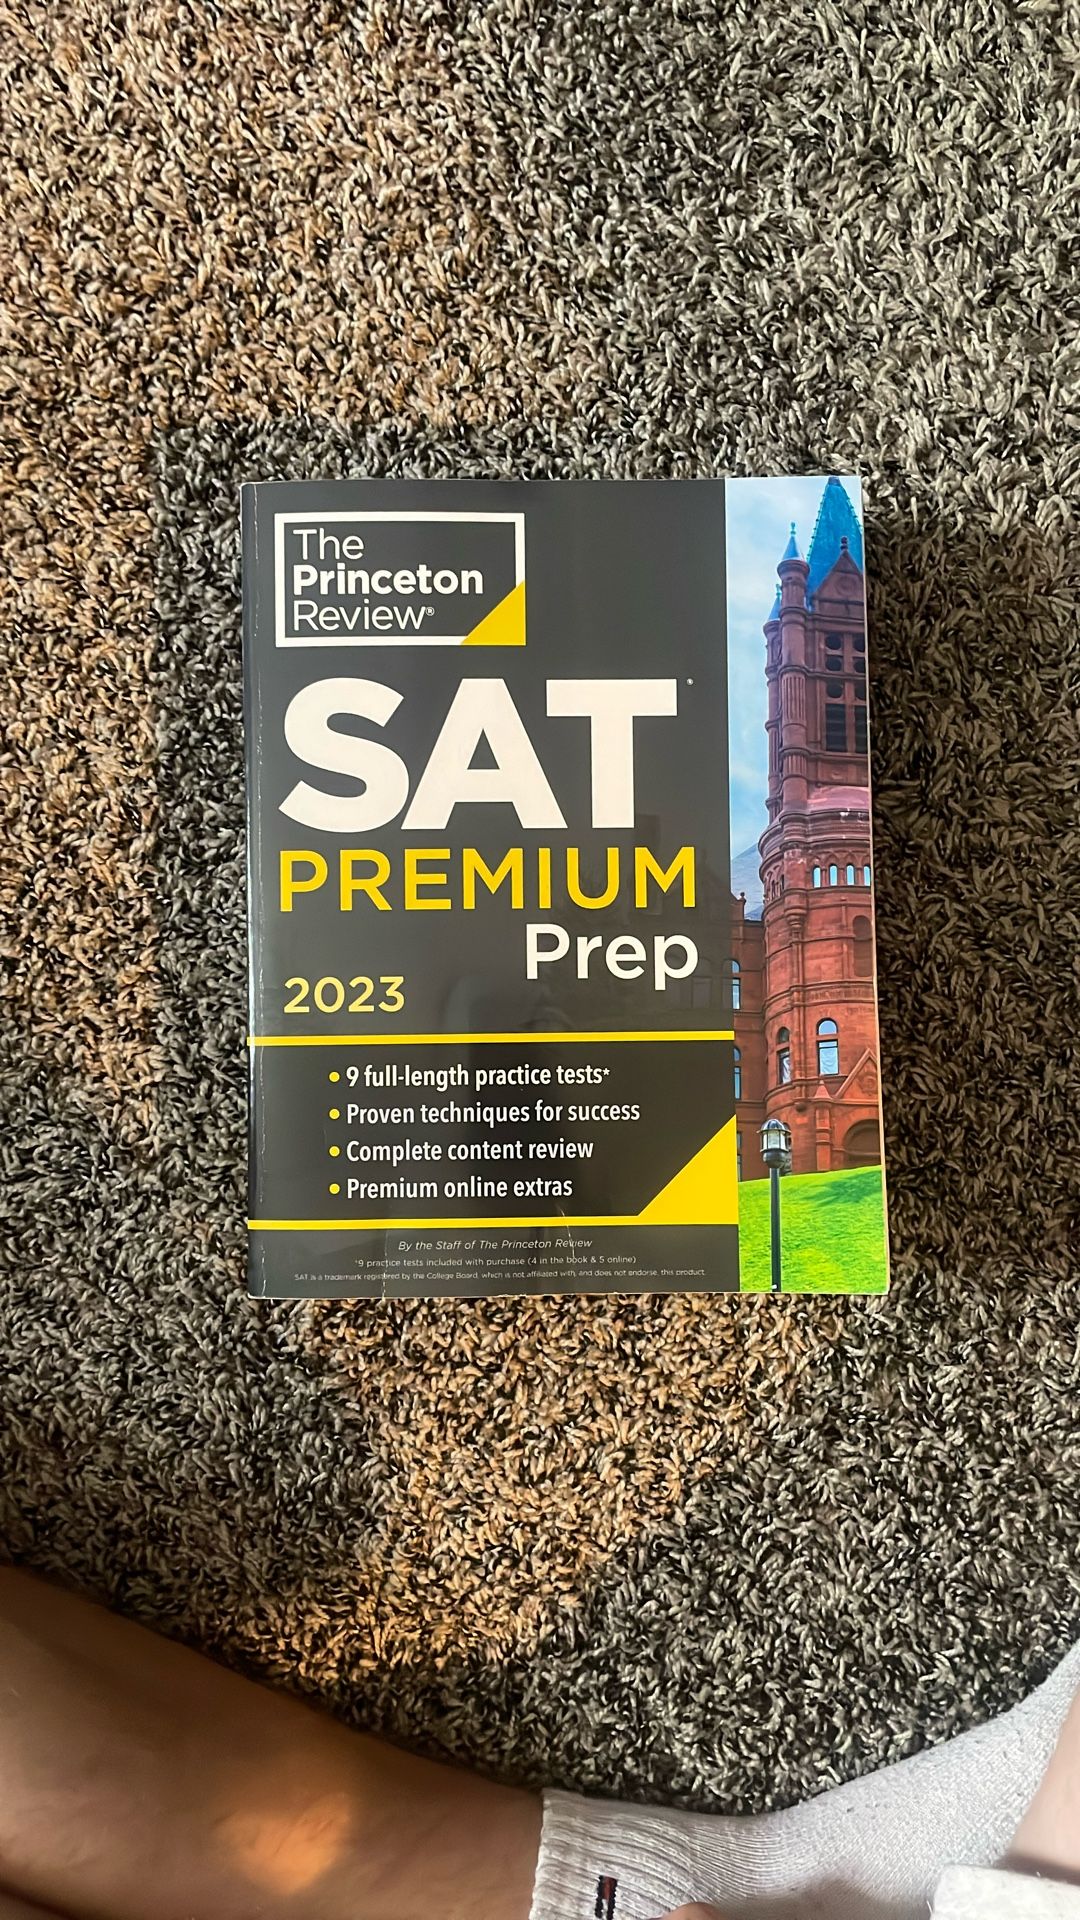 The
Princeton
Review®
SAT®
PREMIUM
Prep
2023
• 9 full-length practice tests*
• Proven techniques for success
• Complete content review
• Premium online extras
By the Staff of The Princeton Review
*9 practice tests included with purchase (4 in the book & 5 online)
SAT is a trademark registered by the College Board, which is not affiliated with, and does not endorse, this product.